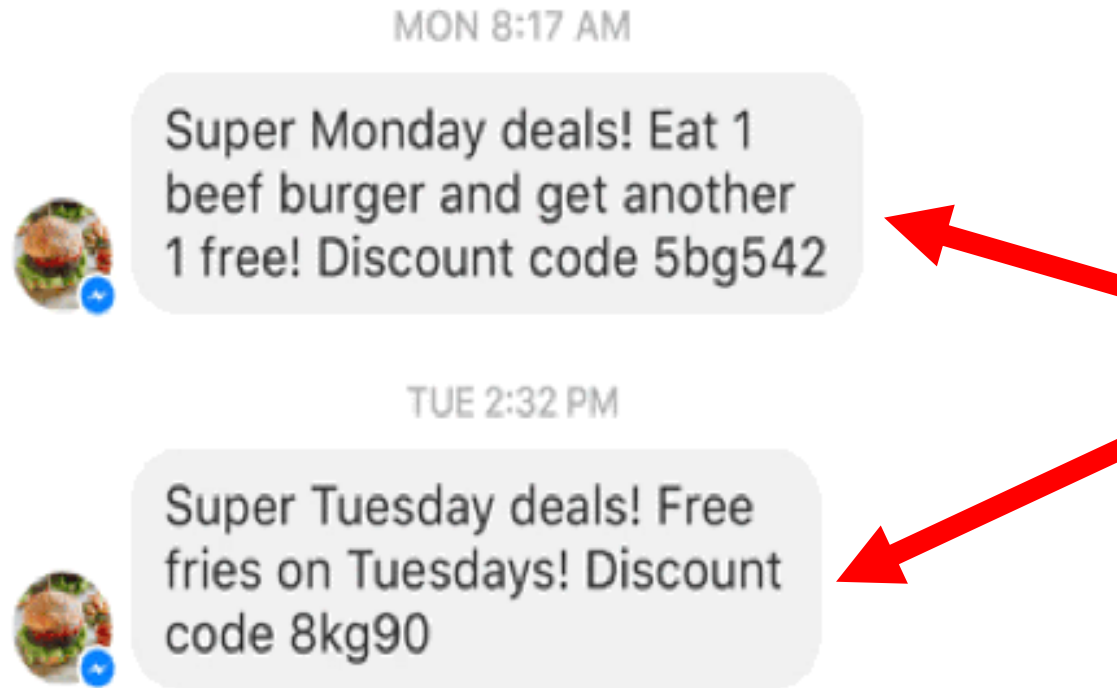 MON 8:17 AM
Super Monday deals! Eat 1
beef burger and get another
1 free! Discount code 5bg542
TUE 2:32 PM
Super Tuesday deals! Free
fries on Tuesdays! Discount
code 8kg90